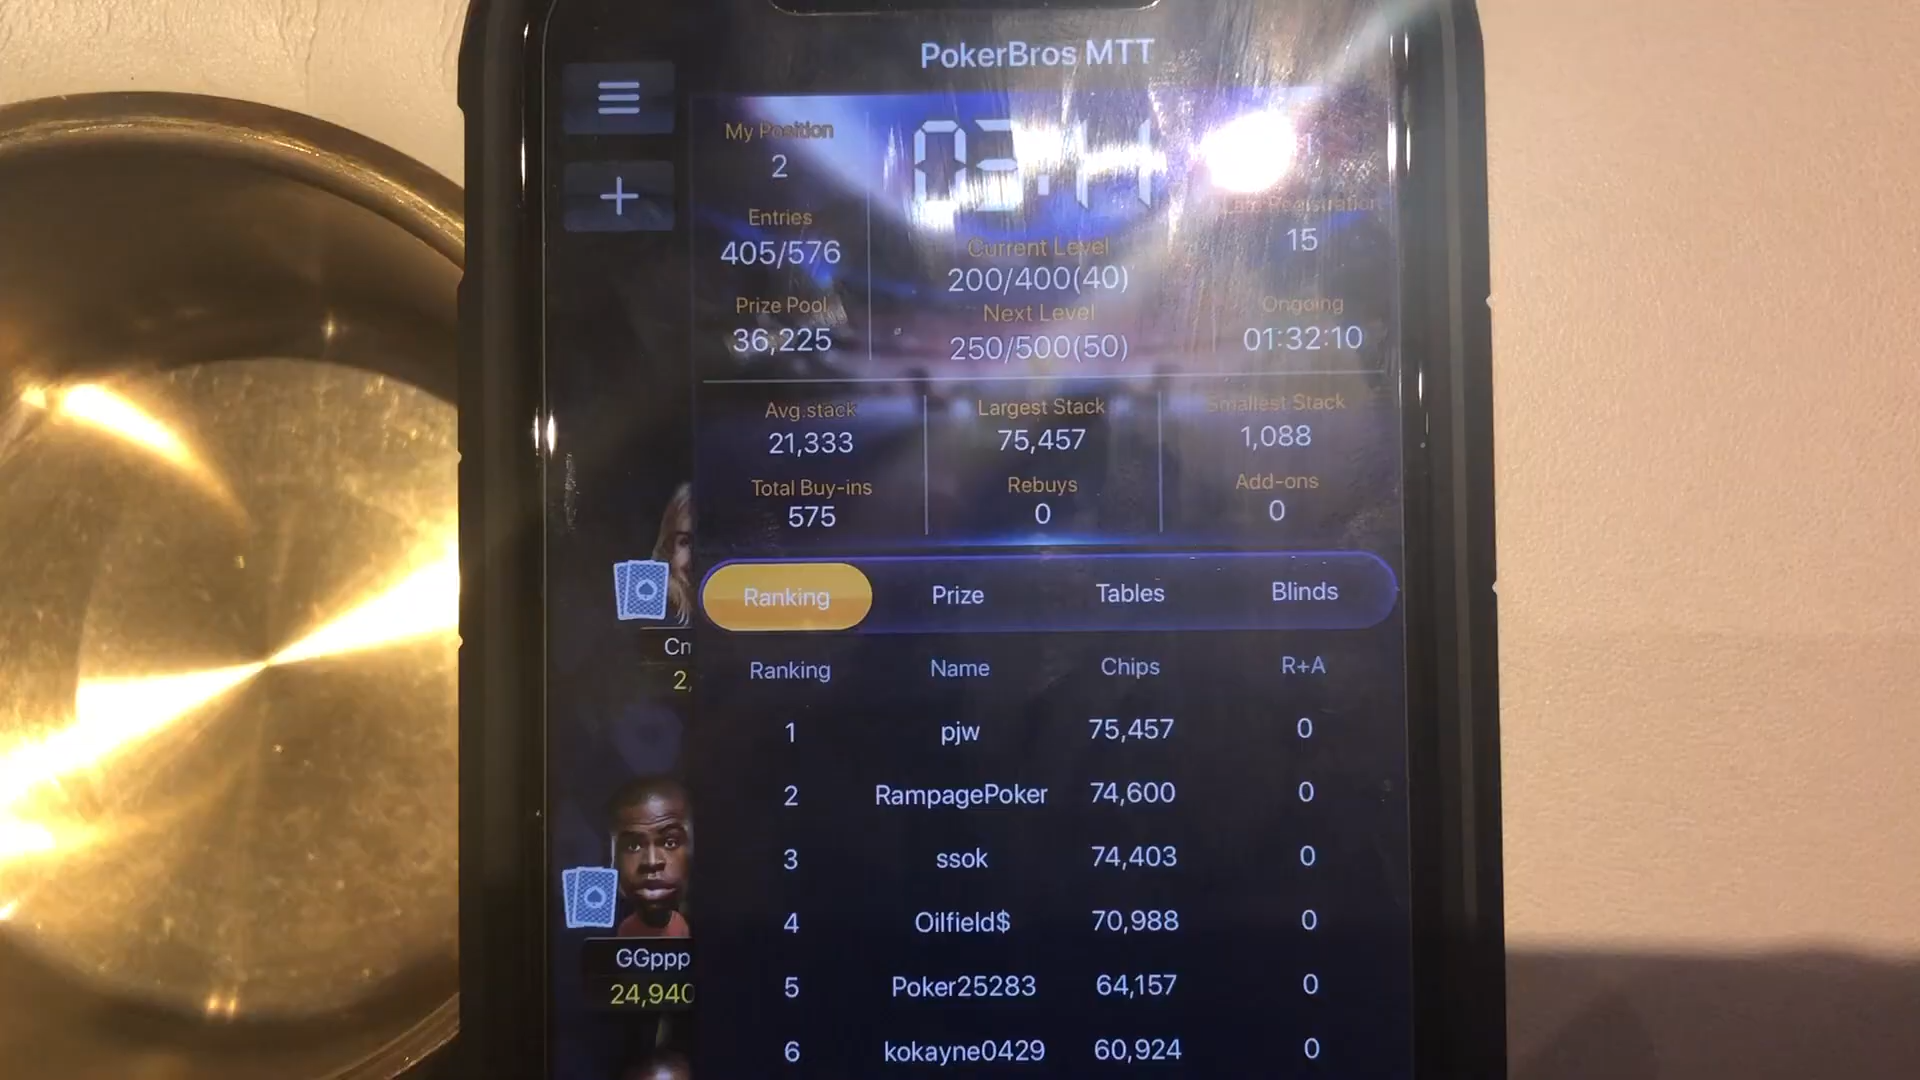 PokerBros MTT
My Position
2
Entries
405/576
Prize Pool
36,225
Current Level
200/400(40)
Next Level
250/500(50)
Late Registration
15
Ongoing
01:32:10
Avg.stack
21,333
Largest Stack
75,457
Smallest Stack
1,088
Total Buy-ins
575
Rebuys
0
Add-ons
0
Ranking Prize Tables Blinds
Ranking Name Chips R+A
1 pjw 75,457 0
2 RampagePoker 74,600 0
3 ssok 74,403 0
4 Oilfield$ 70,988 0
5 Poker25283 64,157 0
6 kokayne0429 60,924 0
2,
GGppp
24,940